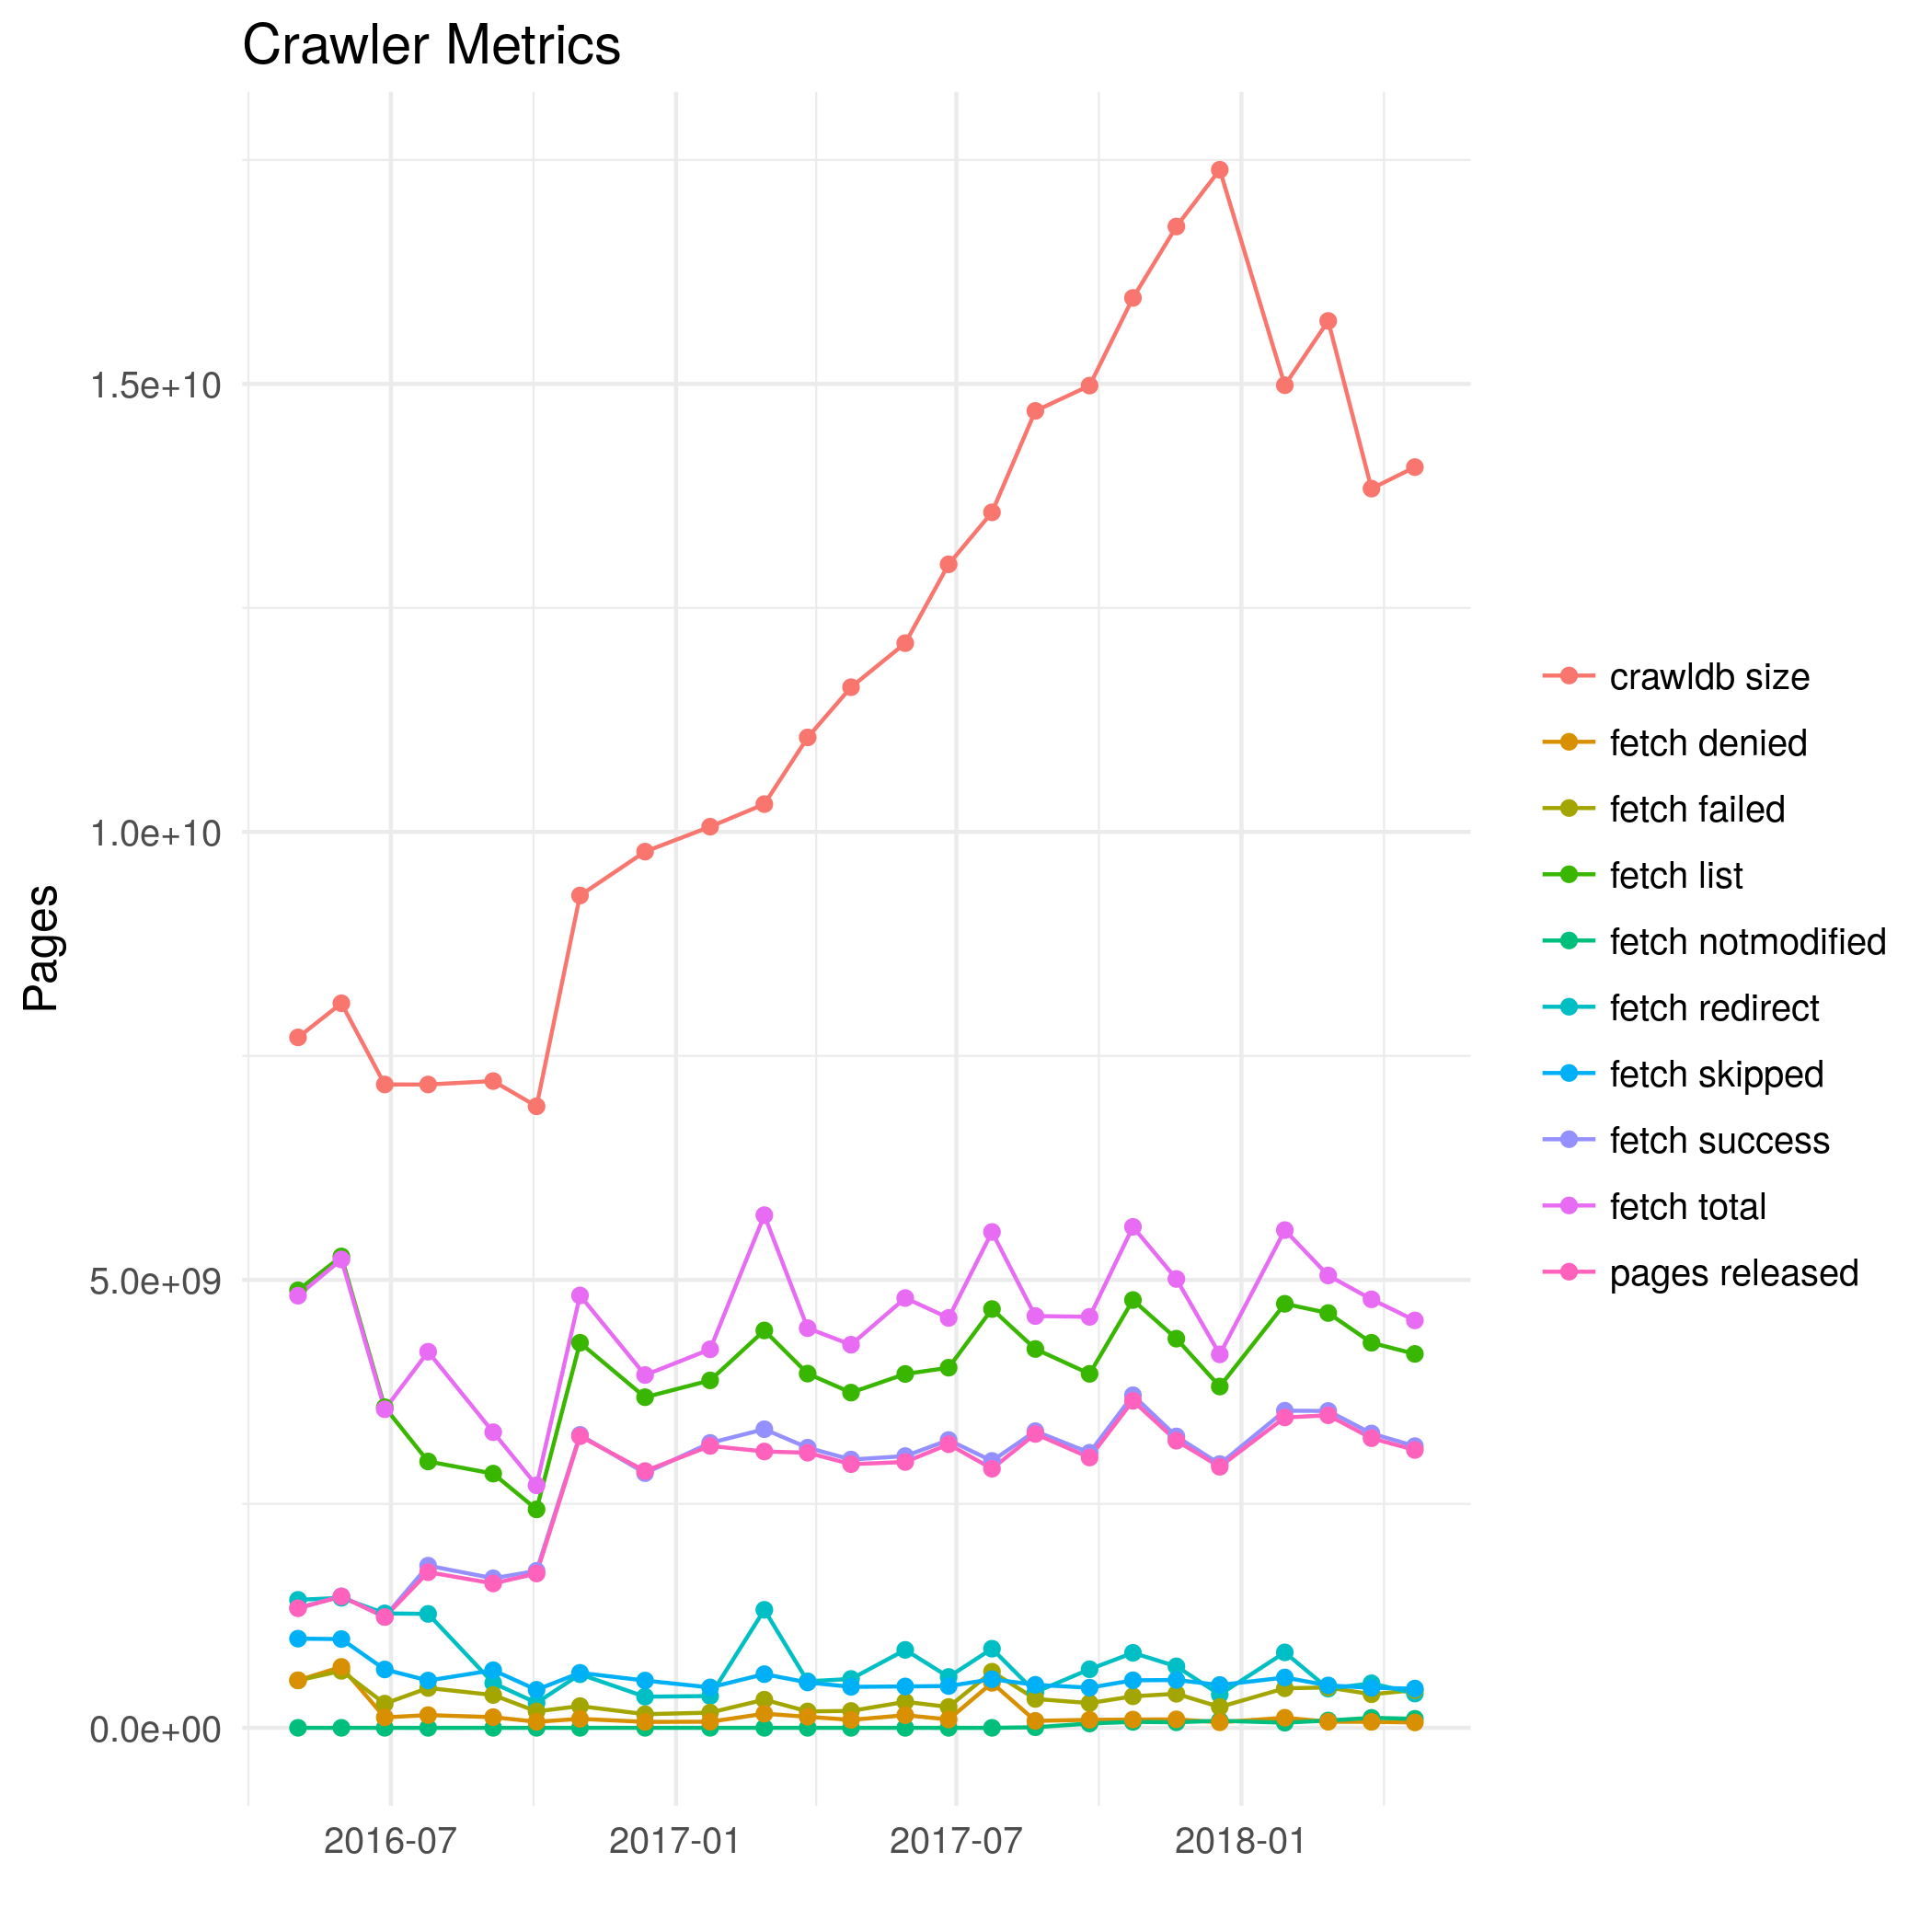 Crawler Metrics
Pages
1.5e+10
1.0e+10
5.0e+09
0.0e+00
2016-07
2017-01
2017-07
2018-01
crawldb size
fetch denied
fetch failed
fetch list
fetch notmodified
fetch redirect
fetch skipped
fetch success
fetch total
pages released